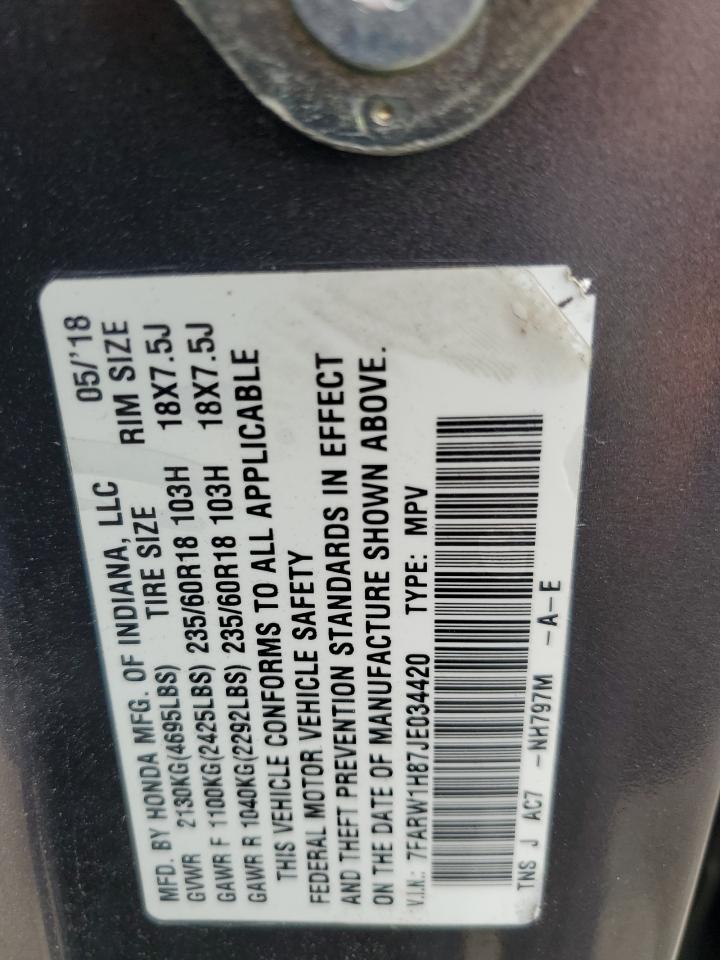 MFD. BY HONDA MFG. OF INDIANA, LLC 05/'18
GVWR 2130KG(4695LBS) TIRE SIZE RIM SIZE
GAWR F 1100KG(2425LBS) 235/60R18 103H 18X7.5J
GAWR R 1040KG(2292LBS) 235/60R18 103H 18X7.5J
THIS VEHICLE CONFORMS TO ALL APPLICABLE
FEDERAL MOTOR VEHICLE SAFETY
AND THEFT PREVENTION STANDARDS IN EFFECT
ON THE DATE OF MANUFACTURE SHOWN ABOVE.
V.I.N.: 7FARW1H87JE034420 TYPE: MPV
TNS J AC7 -NH797M -A-E